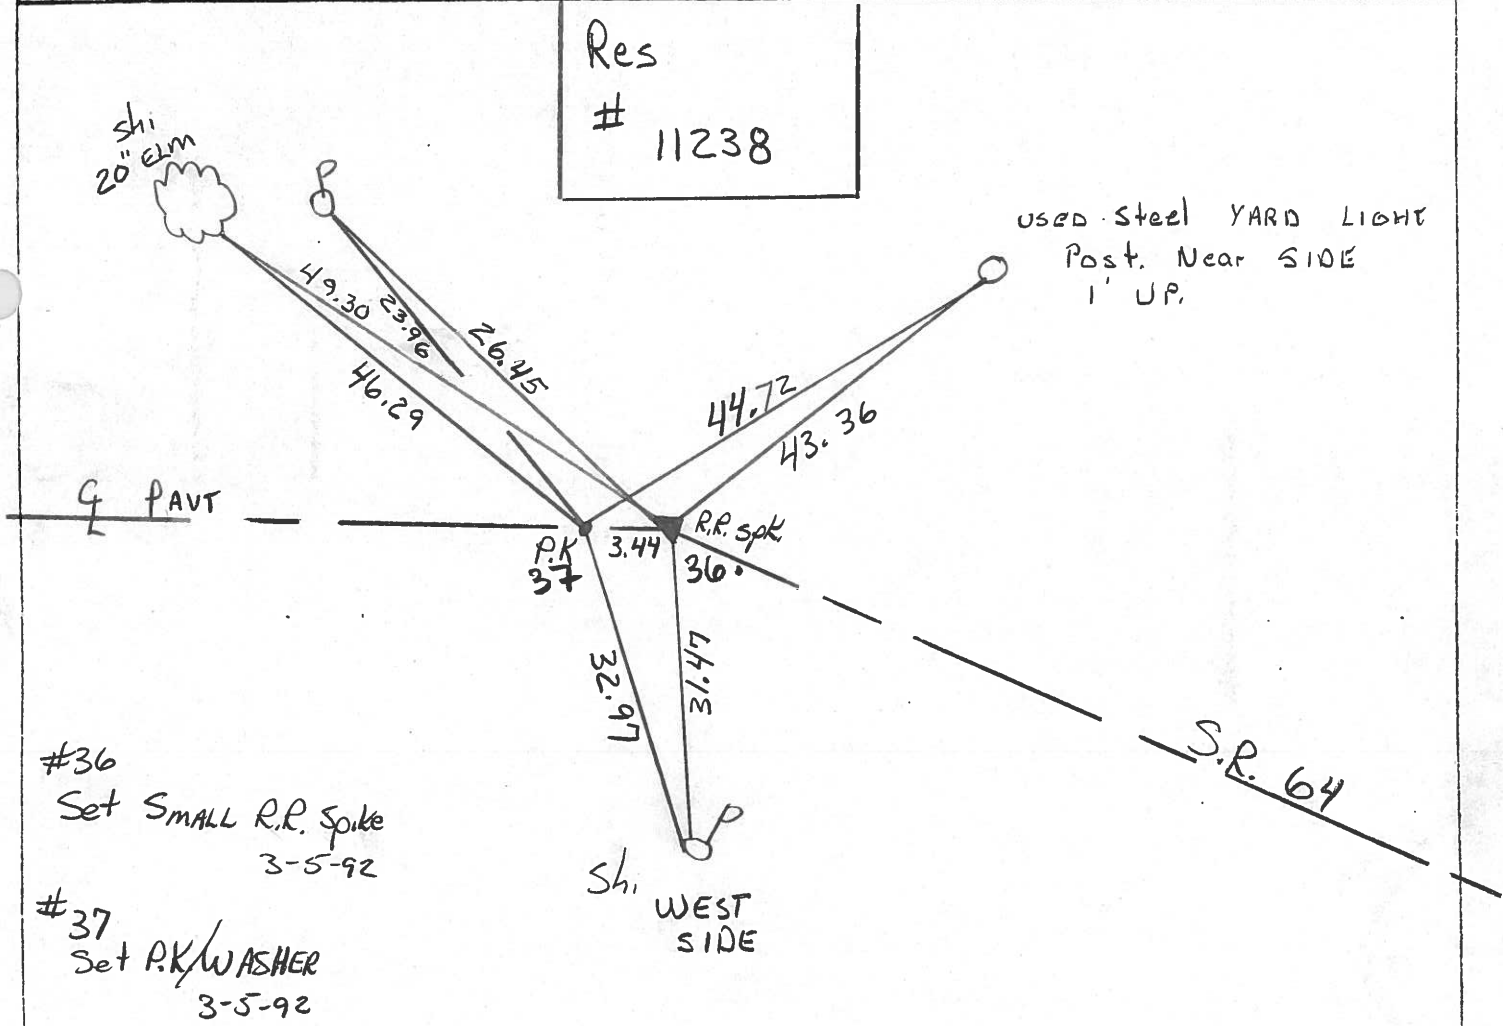 Res
#
11238
shi
20" ELM
P
USED Steel YARD LIGHT
Post. Near SIDE
1' UP.
49.30
23.96
26.45
46.29
44.72
43.36
℄ PAVT
P.K
37
3.44
R.R. spk.
36.
32.97
31.47
S.R. 64
#36
Set SMALL R.R. Spike
3-5-92
#37
Set P.K/WASHER
3-5-92
P
Shi
WEST
SIDE